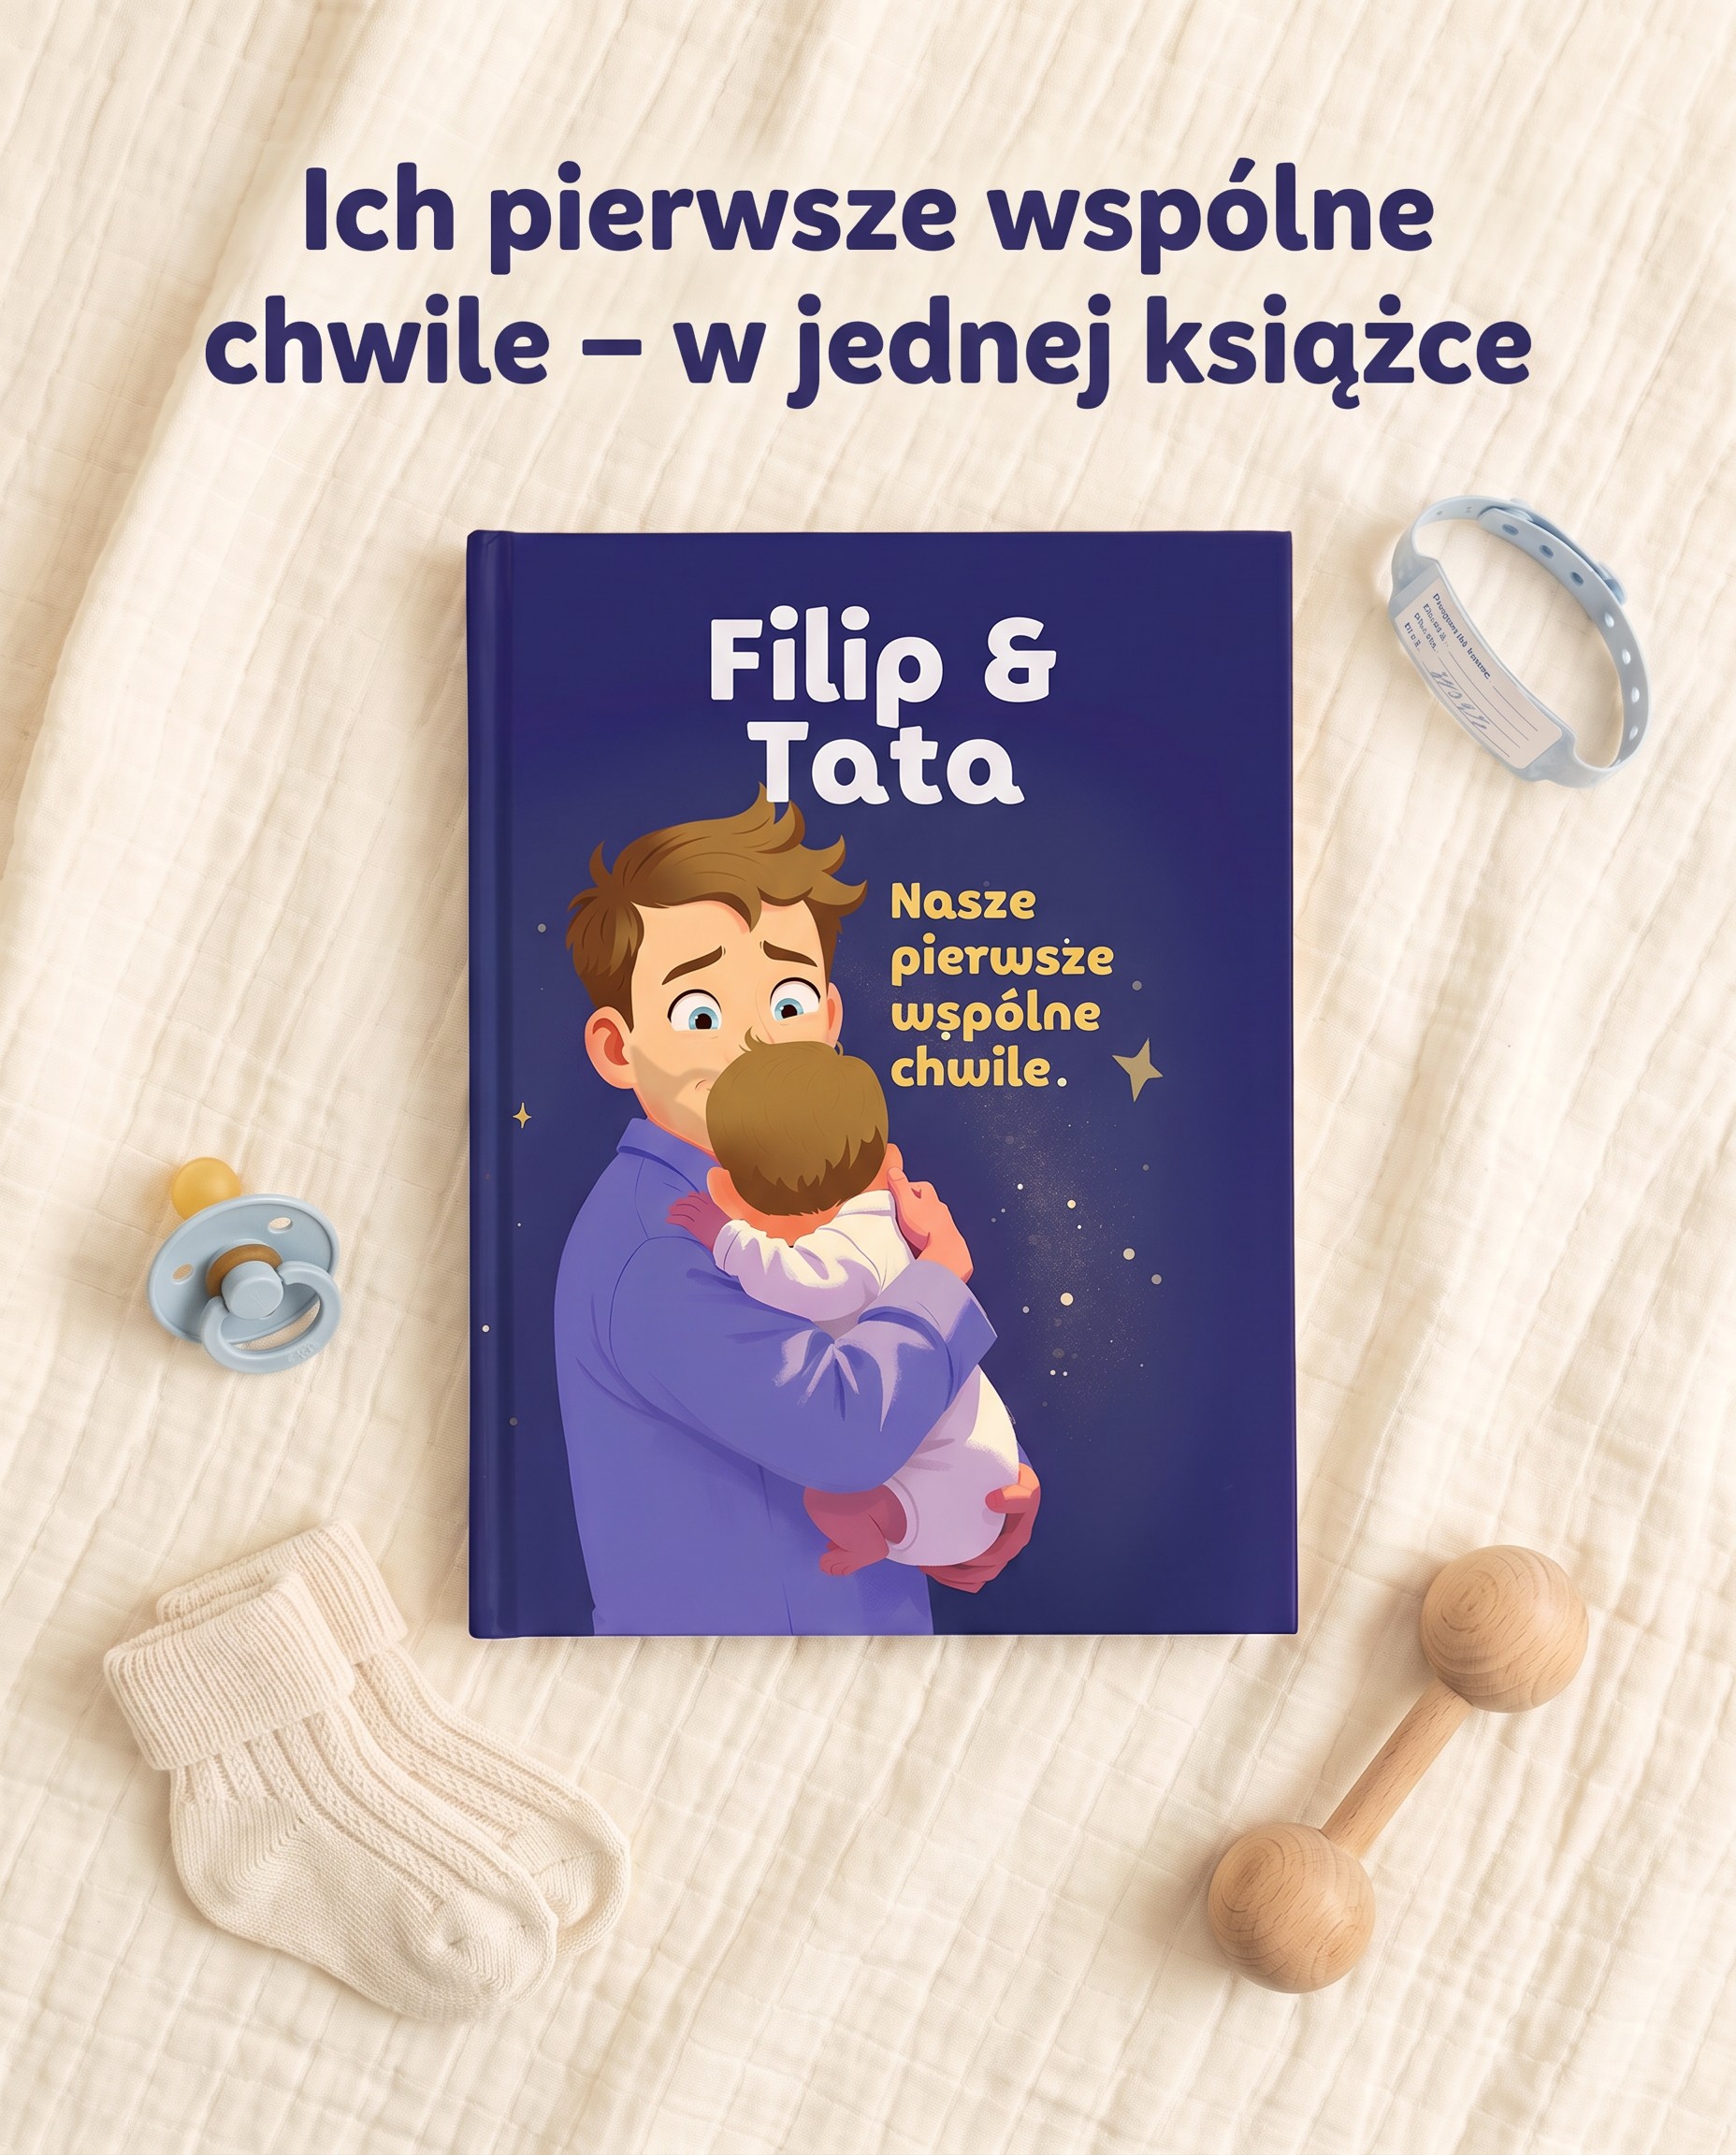 Ich pierwsze wspólne
chwile – w jednej książce
Filip &
Tata
Nasze
pierwsze
wspólne
chwile.